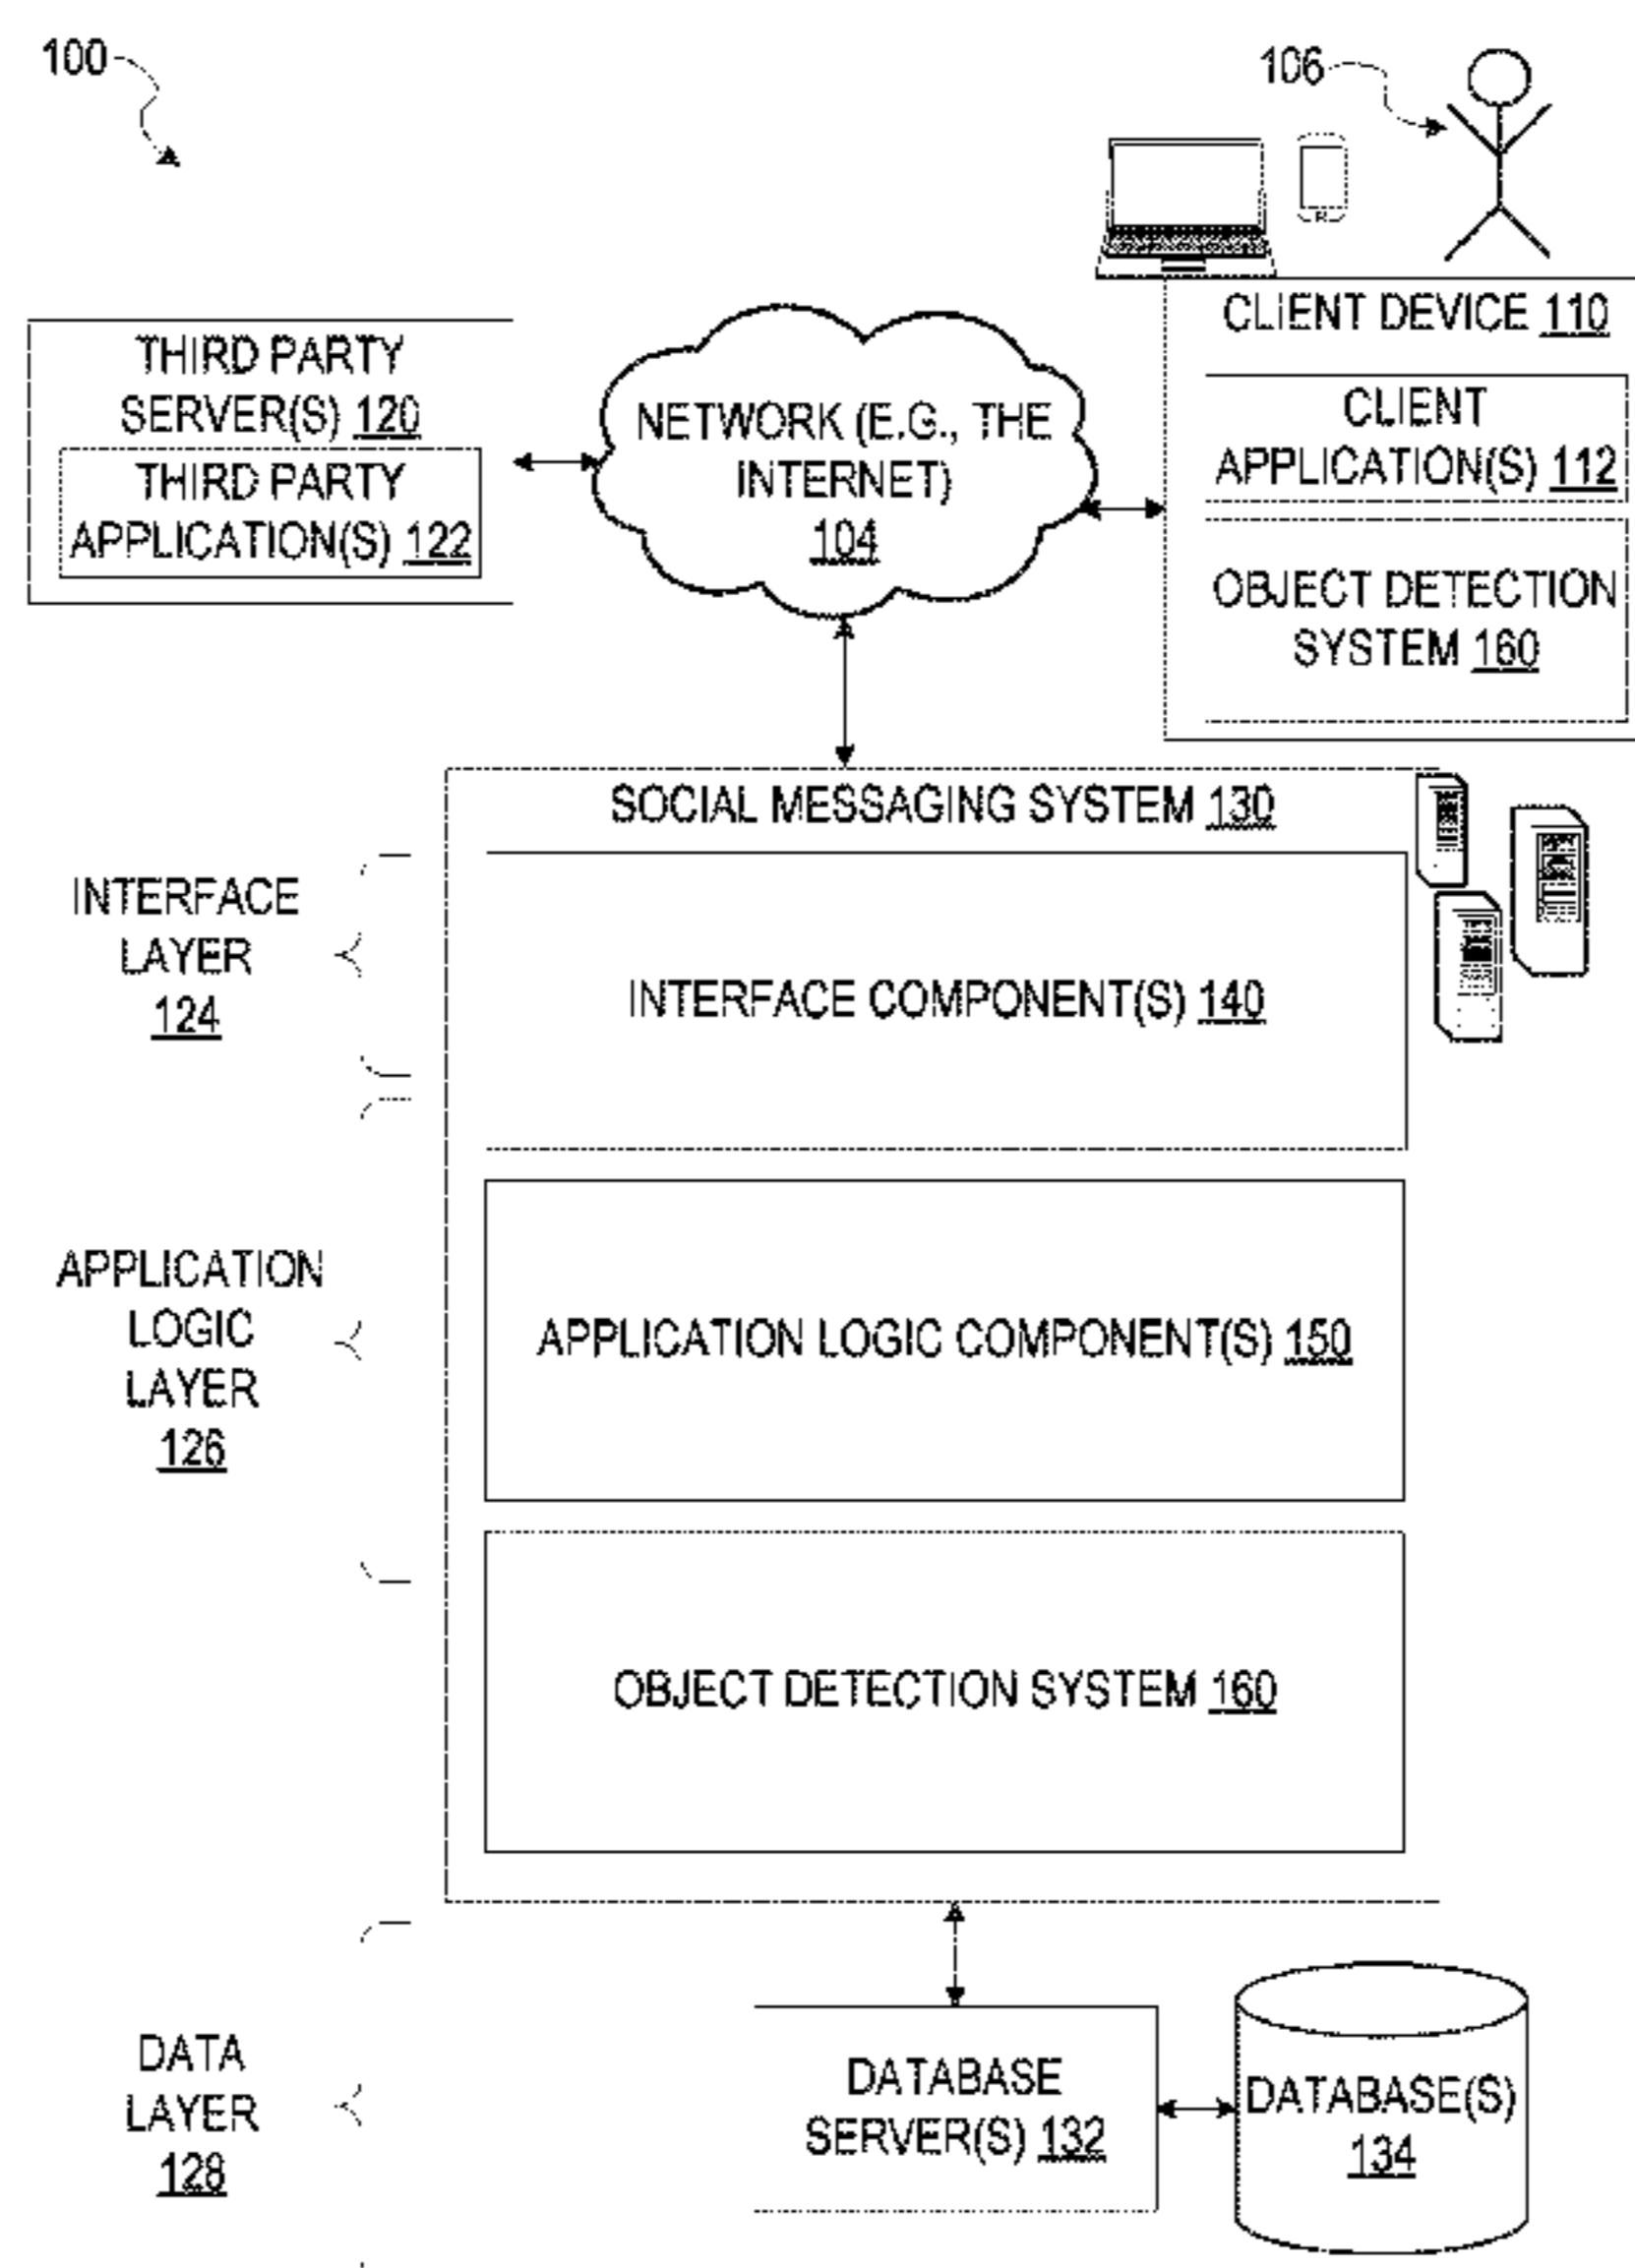 100
106
CLIENT DEVICE 110
CLIENT
APPLICATION(S) 112
OBJECT DETECTION
SYSTEM 160
THIRD PARTY
SERVER(S) 120
THIRD PARTY
APPLICATION(S) 122
NETWORK (E.G., THE
INTERNET)
104
SOCIAL MESSAGING SYSTEM 130
INTERFACE
LAYER
124
INTERFACE COMPONENT(S) 140
APPLICATION
LOGIC
LAYER
126
APPLICATION LOGIC COMPONENT(S) 150
OBJECT DETECTION SYSTEM 160
DATA
LAYER
128
DATABASE
SERVER(S) 132
DATABASE(S)
134